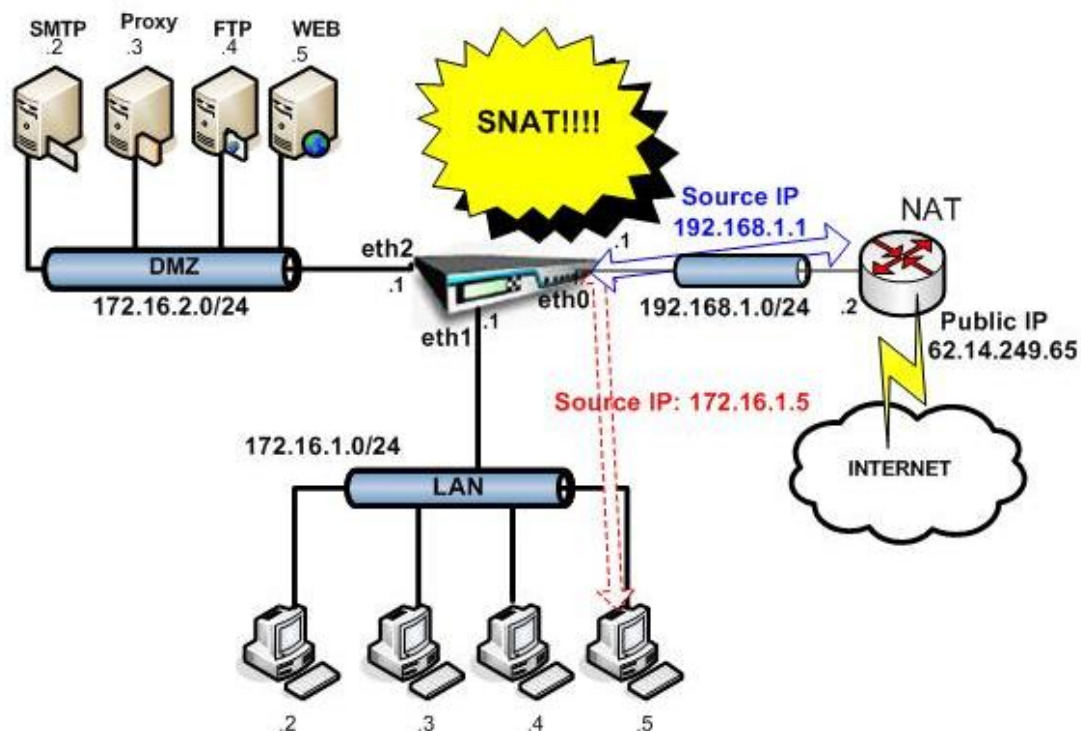 SMTP
.2
Proxy
.3
FTP
.4
WEB
.5
SNAT!!!!
Source IP
192.168.1.1
NAT
eth2
.1
DMZ
172.16.2.0/24
.1
eth0
192.168.1.0/24
.2
Public IP
62.14.249.65
eth1
.1
Source IP: 172.16.1.5
172.16.1.0/24
LAN
INTERNET
.2
.3
.4
.5